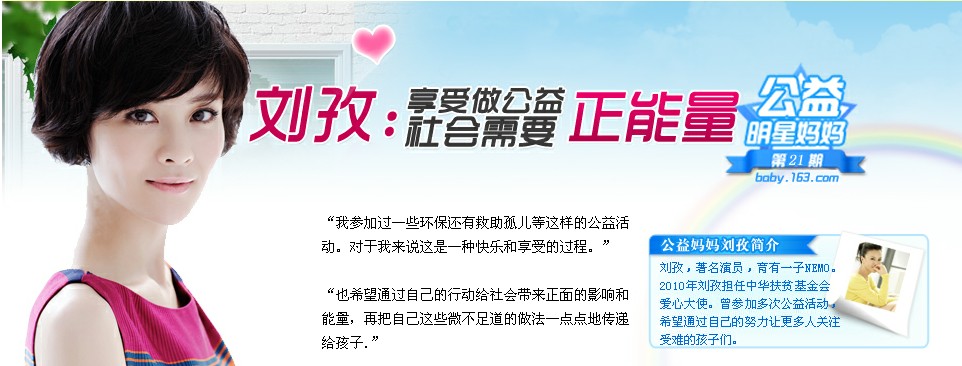 刘孜：享受做公益
社会需要 正能量
公益
明星妈妈
第21期
baby.163.com
“我参加过一些环保还有救助孤儿等这样的公益活
动。对于我来说这是一种快乐和享受的过程。”
“也希望通过自己的行动给社会带来正面的影响和
能量，再把自己这些微不足道的做法一点点地传递
给孩子.”
公益妈妈刘孜简介
刘孜，著名演员，育有一子NEMO。
2010年刘孜担任中华扶贫基金会
爱心大使。曾参加多次公益活动，
希望通过自己的努力让更多人关注
受难的孩子们。